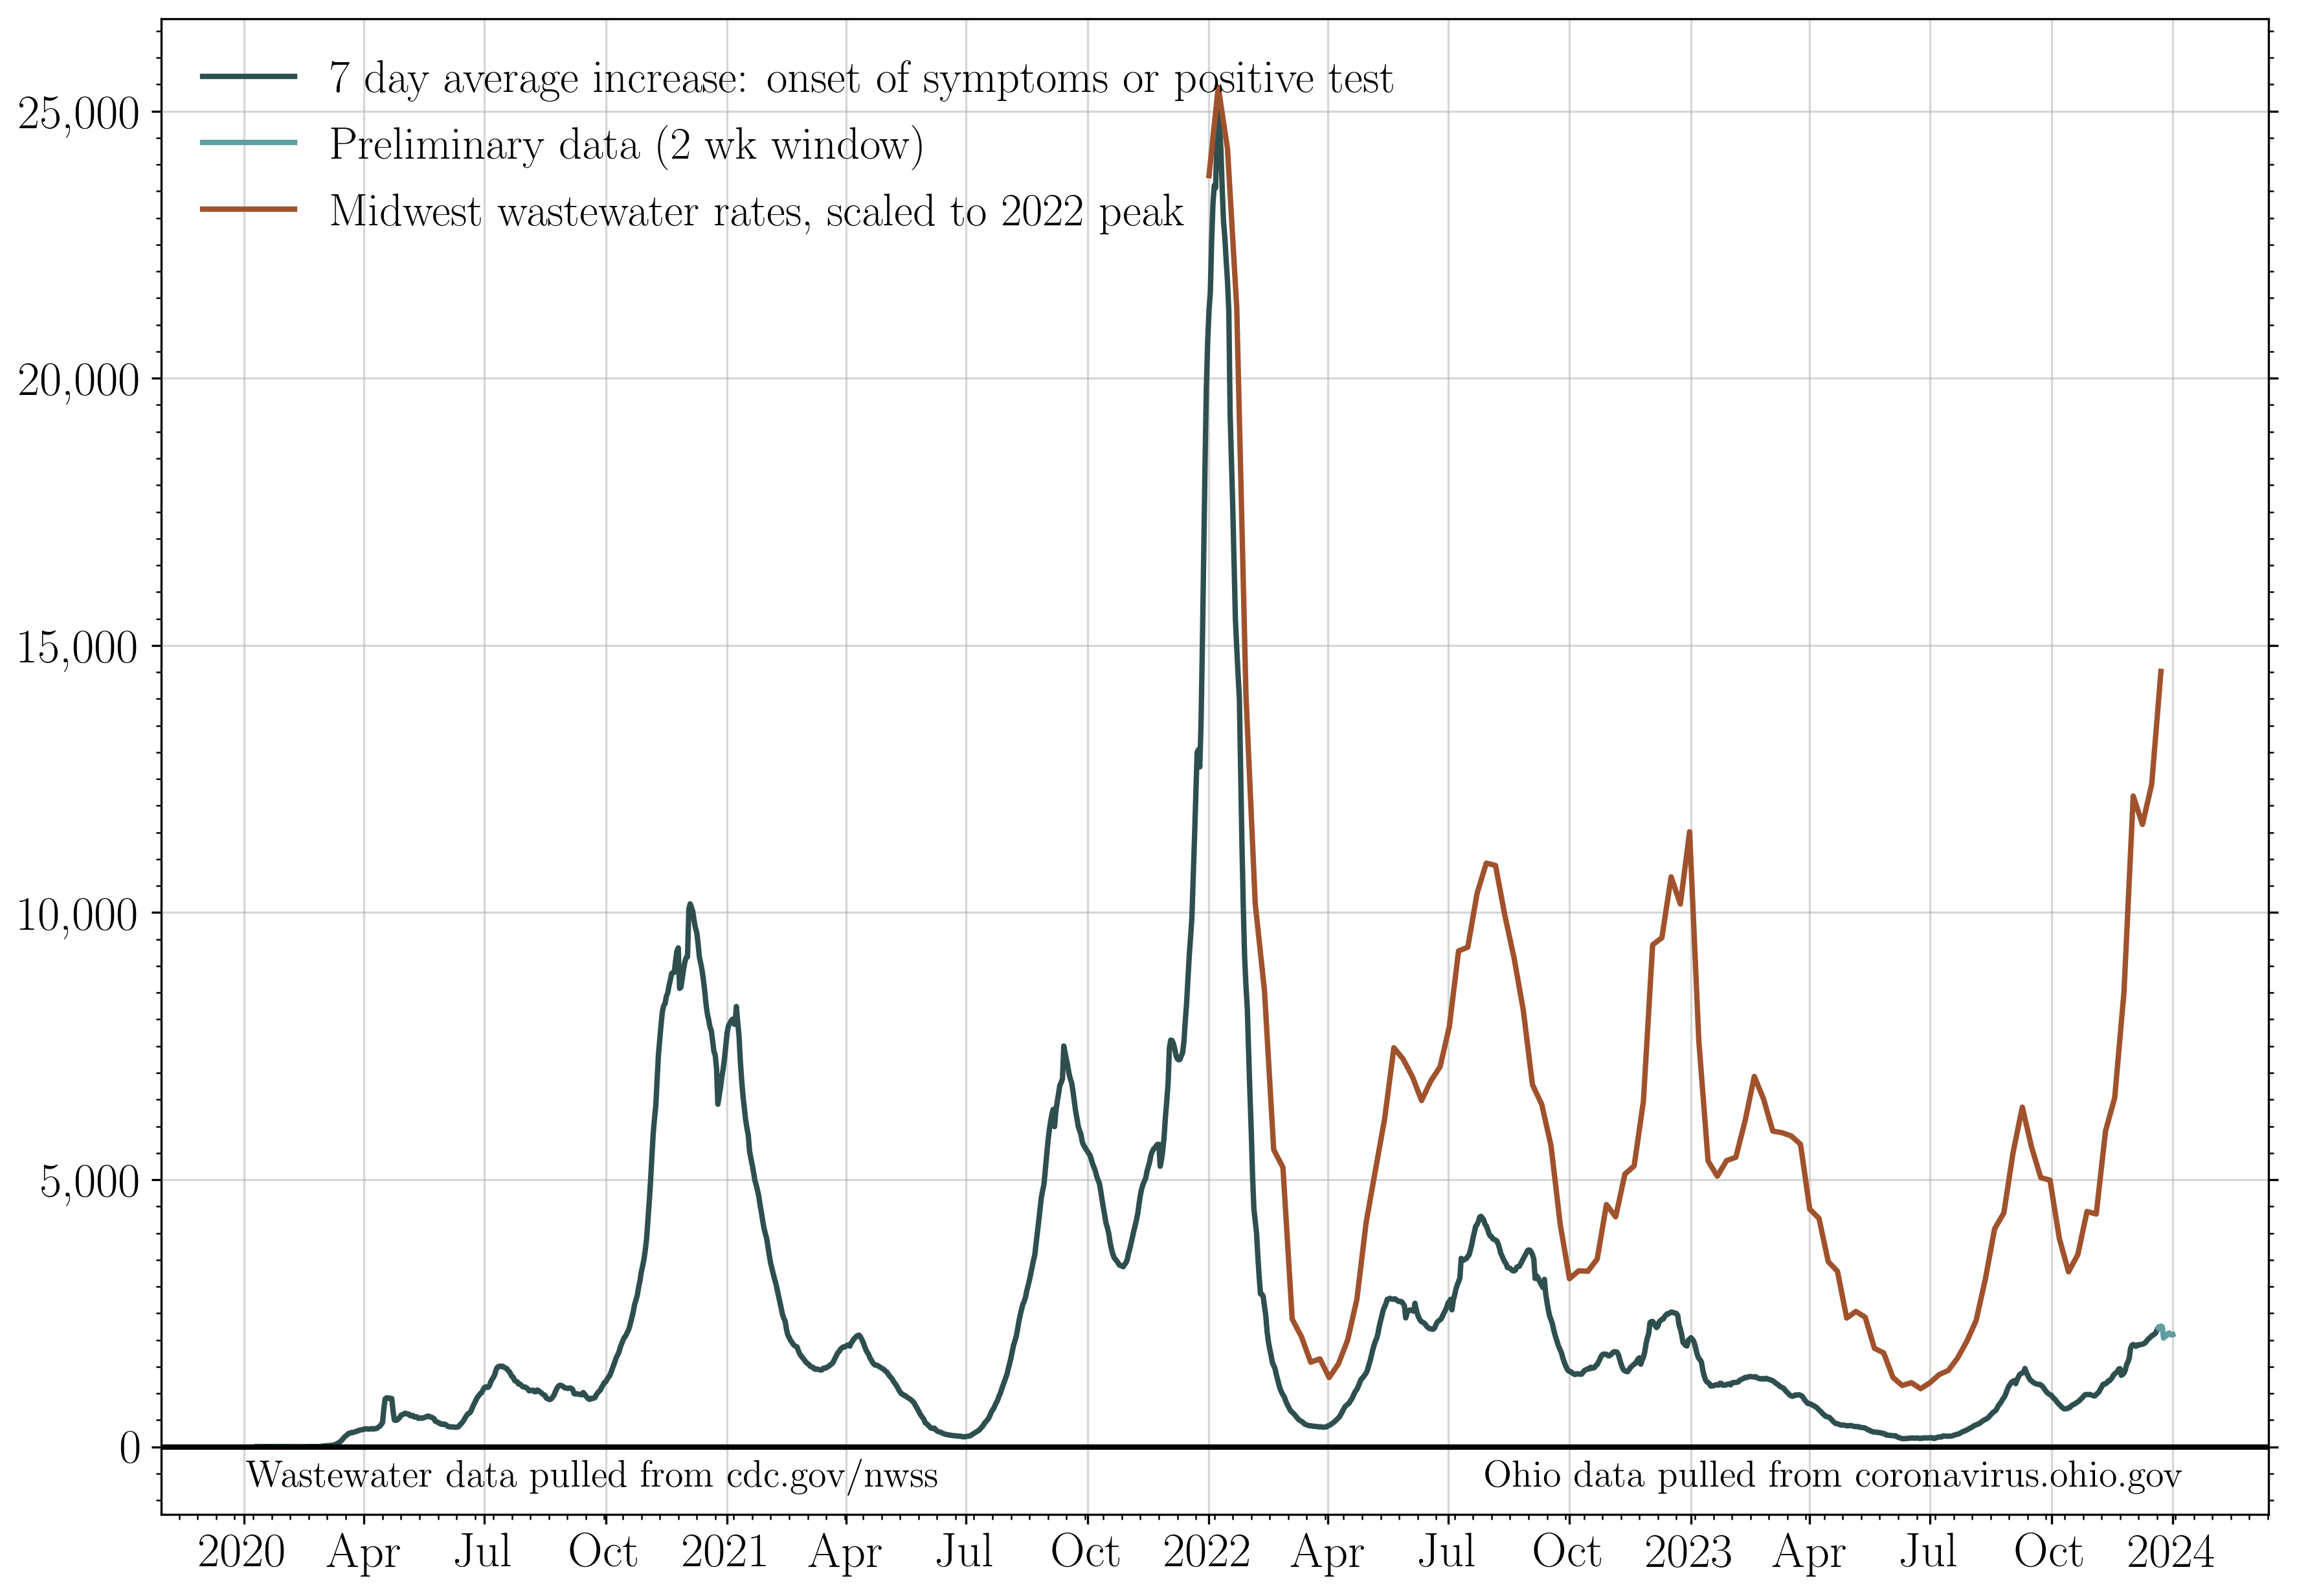 7 day average increase: onset of symptoms or positive test
Preliminary data (2 wk window)
Midwest wastewater rates, scaled to 2022 peak
25,000
20,000
15,000
10,000
5,000
0
Wastewater data pulled from cdc.gov/nwss
Ohio data pulled from coronavirus.ohio.gov
2020 Apr Jul Oct 2021 Apr Jul Oct 2022 Apr Jul Oct 2023 Apr Jul Oct 2024